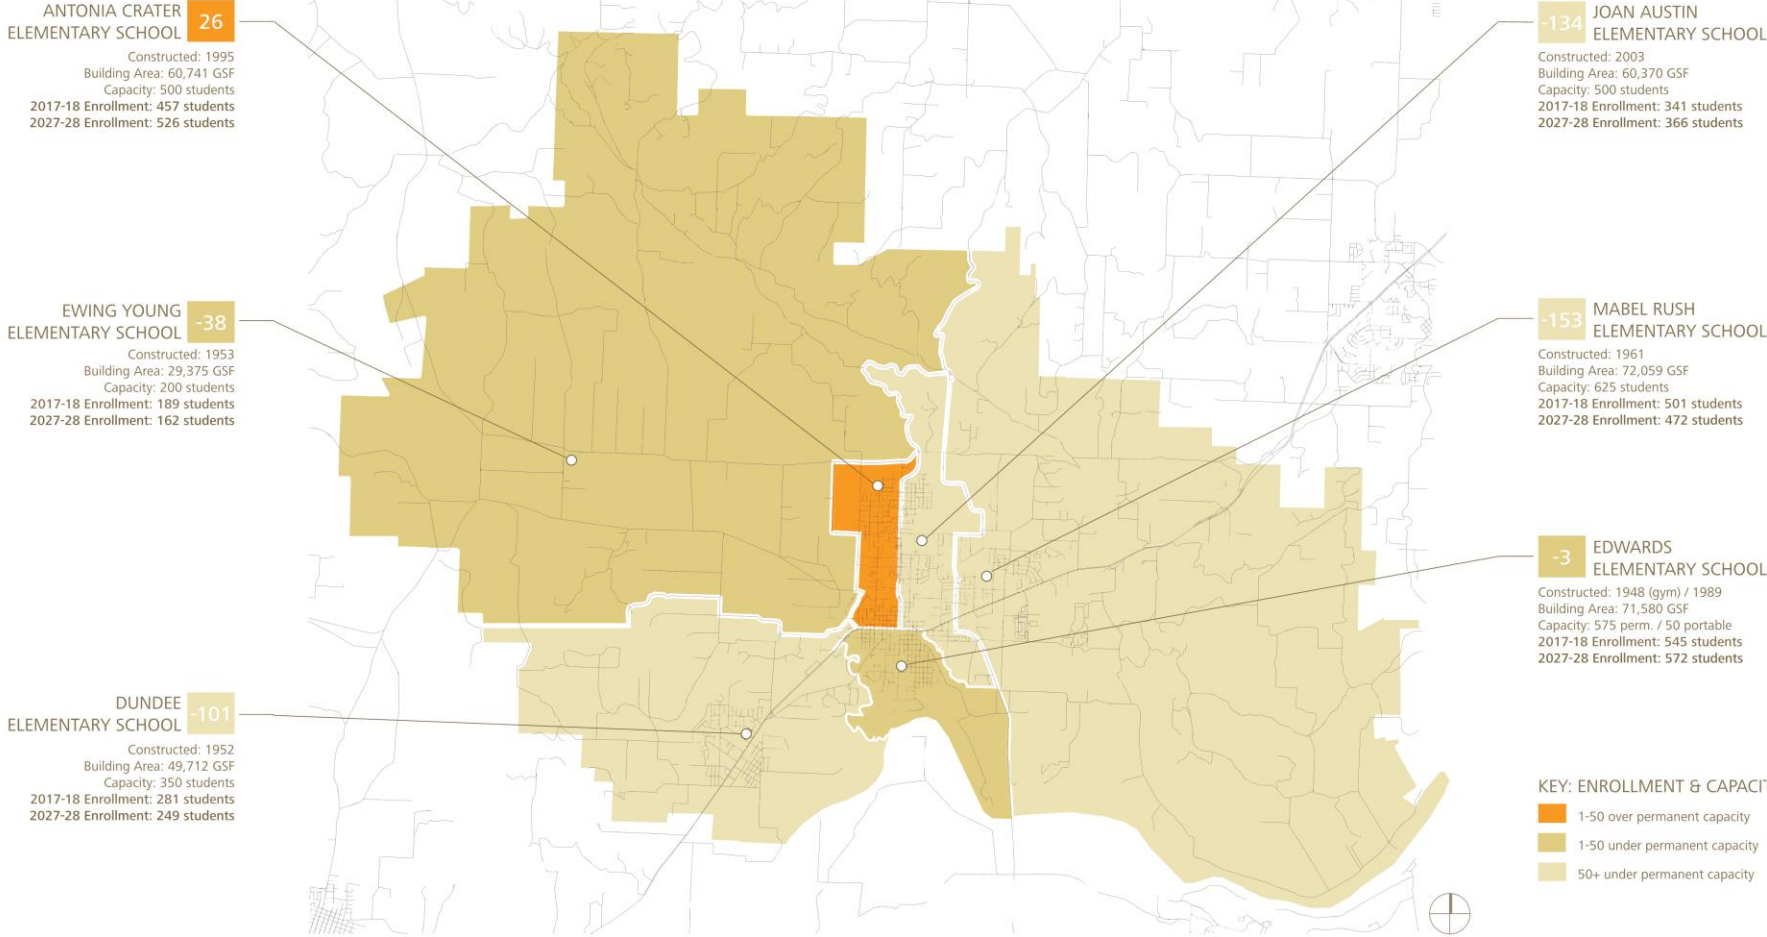 ANTONIA CRATER
ELEMENTARY SCHOOL
26
Constructed: 1995
Building Area: 60,741 GSF
Capacity: 500 students
2017-18 Enrollment: 457 students
2027-28 Enrollment: 526 students
EWING YOUNG
ELEMENTARY SCHOOL
-38
Constructed: 1953
Building Area: 29,375 GSF
Capacity: 200 students
2017-18 Enrollment: 189 students
2027-28 Enrollment: 162 students
DUNDEE
ELEMENTARY SCHOOL
-101
Constructed: 1952
Building Area: 49,712 GSF
Capacity: 350 students
2017-18 Enrollment: 281 students
2027-28 Enrollment: 249 students
-134
JOAN AUSTIN
ELEMENTARY SCHOOL
Constructed: 2003
Building Area: 60,370 GSF
Capacity: 500 students
2017-18 Enrollment: 341 students
2027-28 Enrollment: 366 students
-153
MABEL RUSH
ELEMENTARY SCHOOL
Constructed: 1961
Building Area: 72,059 GSF
Capacity: 625 students
2017-18 Enrollment: 501 students
2027-28 Enrollment: 472 students
-3
EDWARDS
ELEMENTARY SCHOOL
Constructed: 1948 (gym) / 1989
Building Area: 71,580 GSF
Capacity: 575 perm. / 50 portable
2017-18 Enrollment: 545 students
2027-28 Enrollment: 572 students
KEY: ENROLLMENT & CAPACIT
1-50 over permanent capacity
1-50 under permanent capacity
50+ under permanent capacity